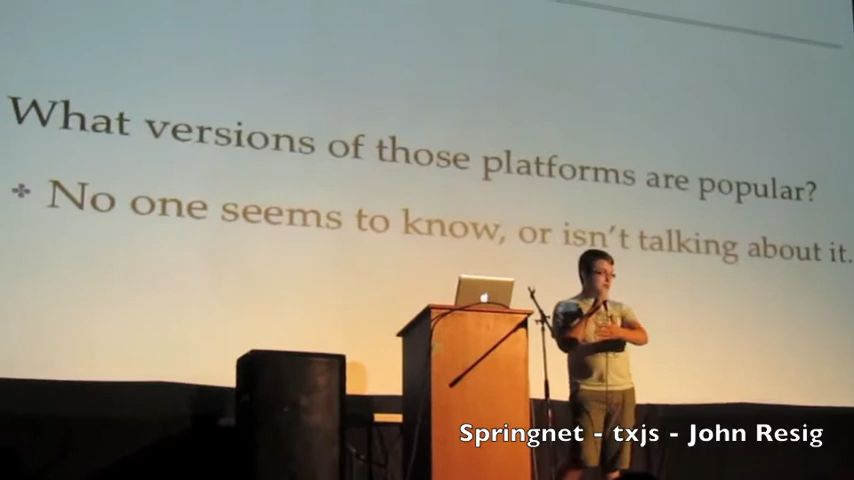 What versions of those platforms are popular?
No one seems to know, or isn't talking about it.
Springnet - txjs - John Resig